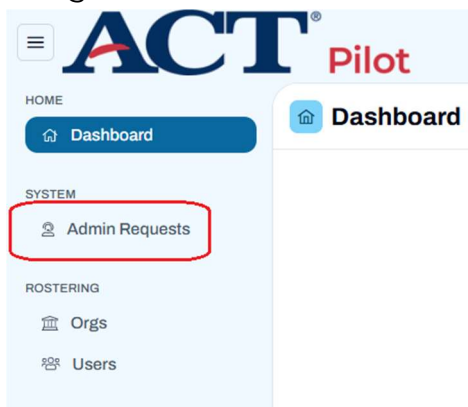 ACT®
Pilot
HOME
Dashboard
Dashboard
SYSTEM
Admin Requests
ROSTERING
Orgs
Users